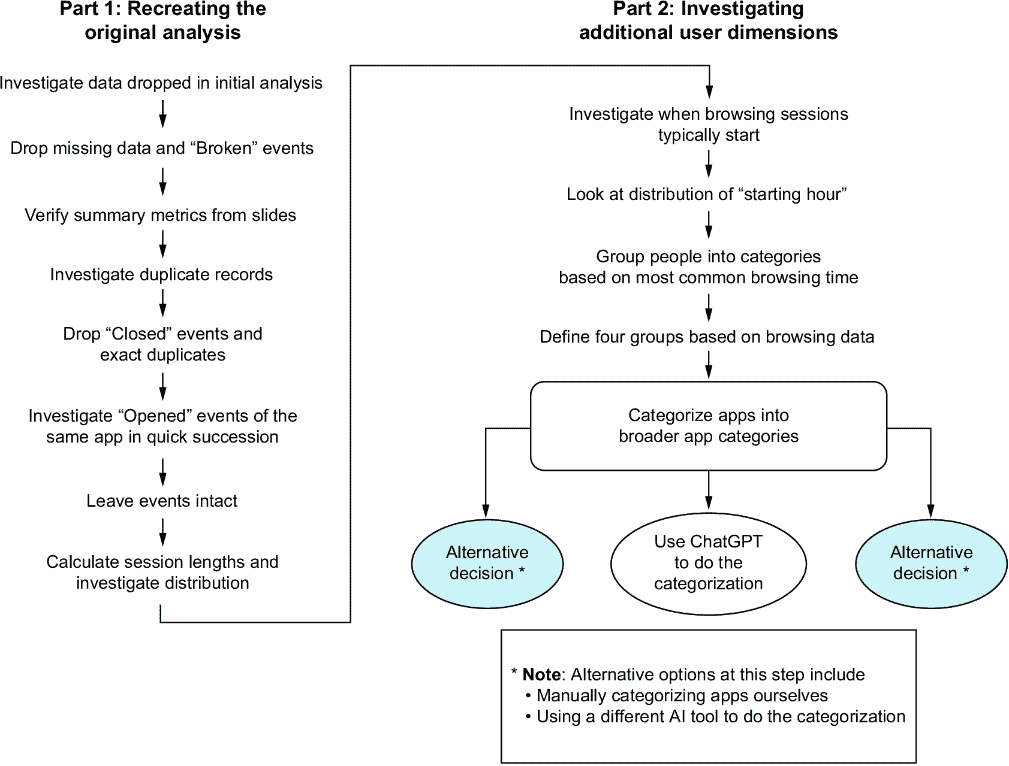 Part 1: Recreating the
original analysis
Investigate data dropped in initial analysis
Drop missing data and “Broken” events
Verify summary metrics from slides
Investigate duplicate records
Drop “Closed” events and
exact duplicates
Investigate “Opened” events of the
same app in quick succession
Leave events intact
Calculate session lengths and
investigate distribution
Part 2: Investigating
additional user dimensions
Investigate when browsing sessions
typically start
Look at distribution of “starting hour”
Group people into categories
based on most common browsing time
Define four groups based on browsing data
Categorize apps into
broader app categories
Alternative
decision *
Use ChatGPT
to do the
categorization
Alternative
decision *
* Note: Alternative options at this step include
• Manually categorizing apps ourselves
• Using a different AI tool to do the categorization